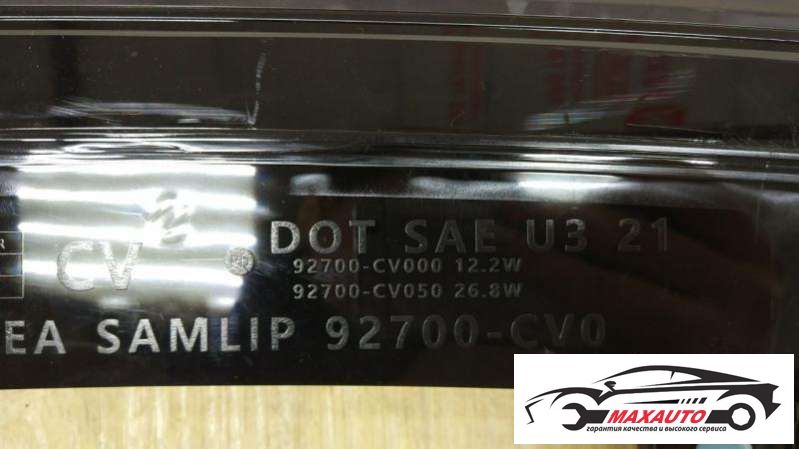 R
CV
DOT SAE U3 21
92700-CV000 12.2W
92700-CV050 26.8W
EA SAMLIP 92700-CV0
MAXAUTO
гарантия качества и высокого сервиса